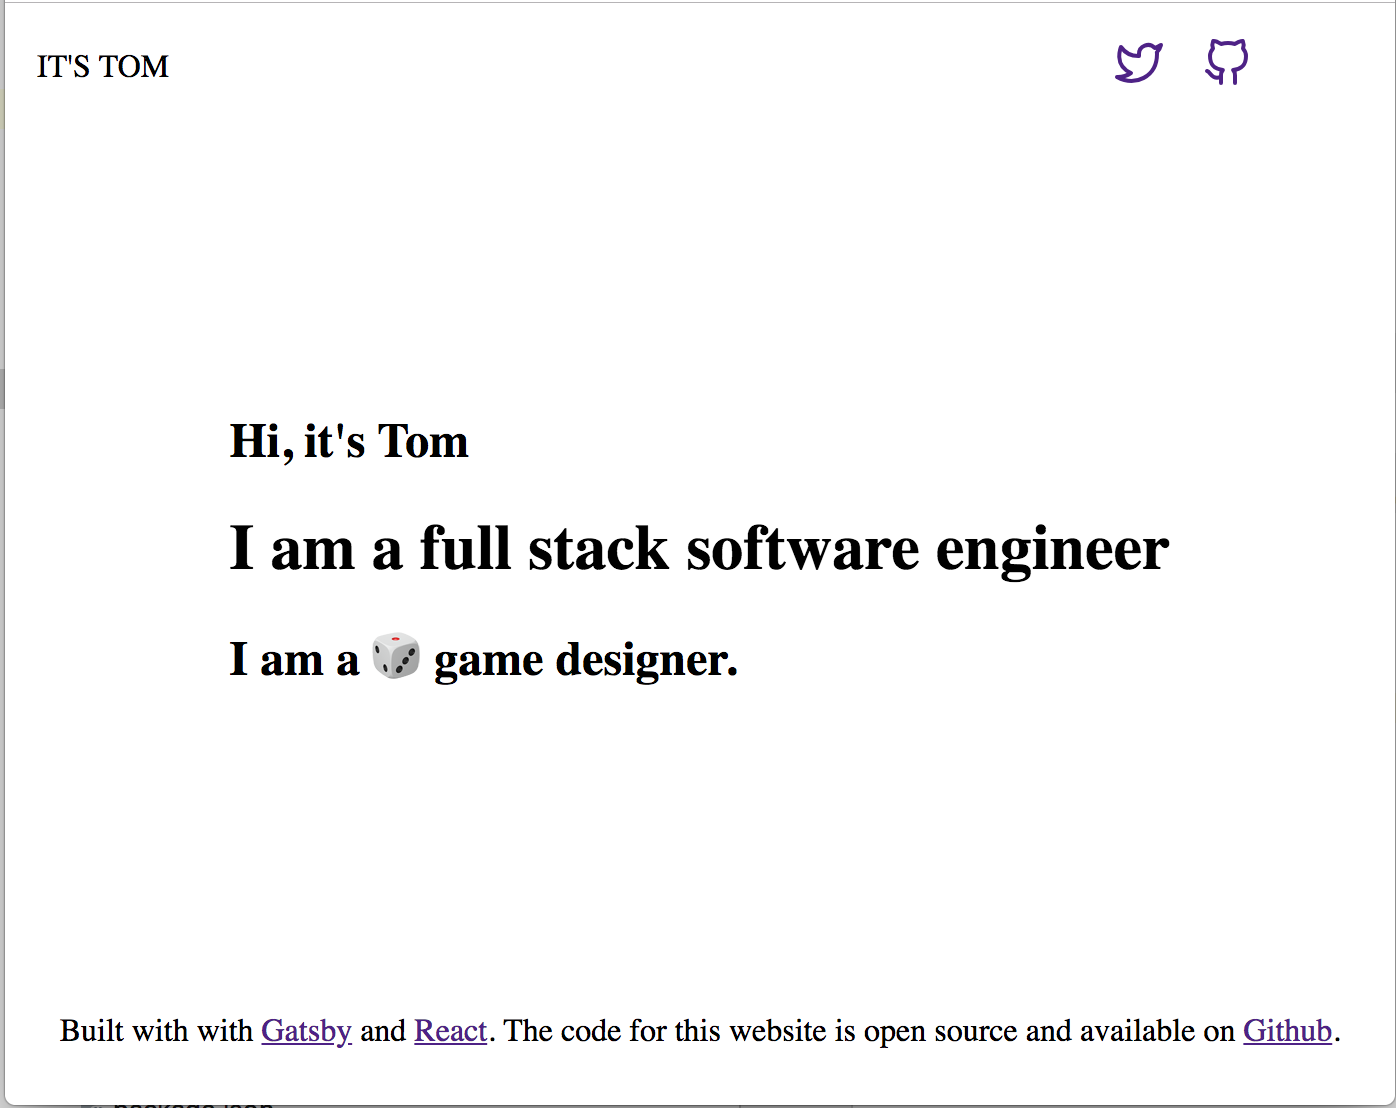 IT'S TOM
Hi, it's Tom
I am a full stack software engineer
I am a 🎲 game designer.
Built with with Gatsby and React. The code for this website is open source and available on Github.